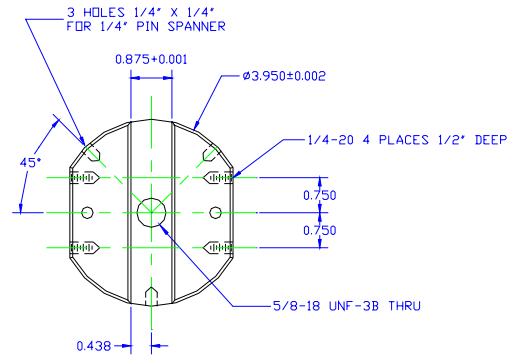 3 HOLES 1/4" X 1/4"
FOR 1/4" PIN SPANNER
0.875+0.001
ø3.950±0.002
1/4-20 4 PLACES 1/2" DEEP
45°
0.750
0.750
5/8-18 UNF-3B THRU
0.438